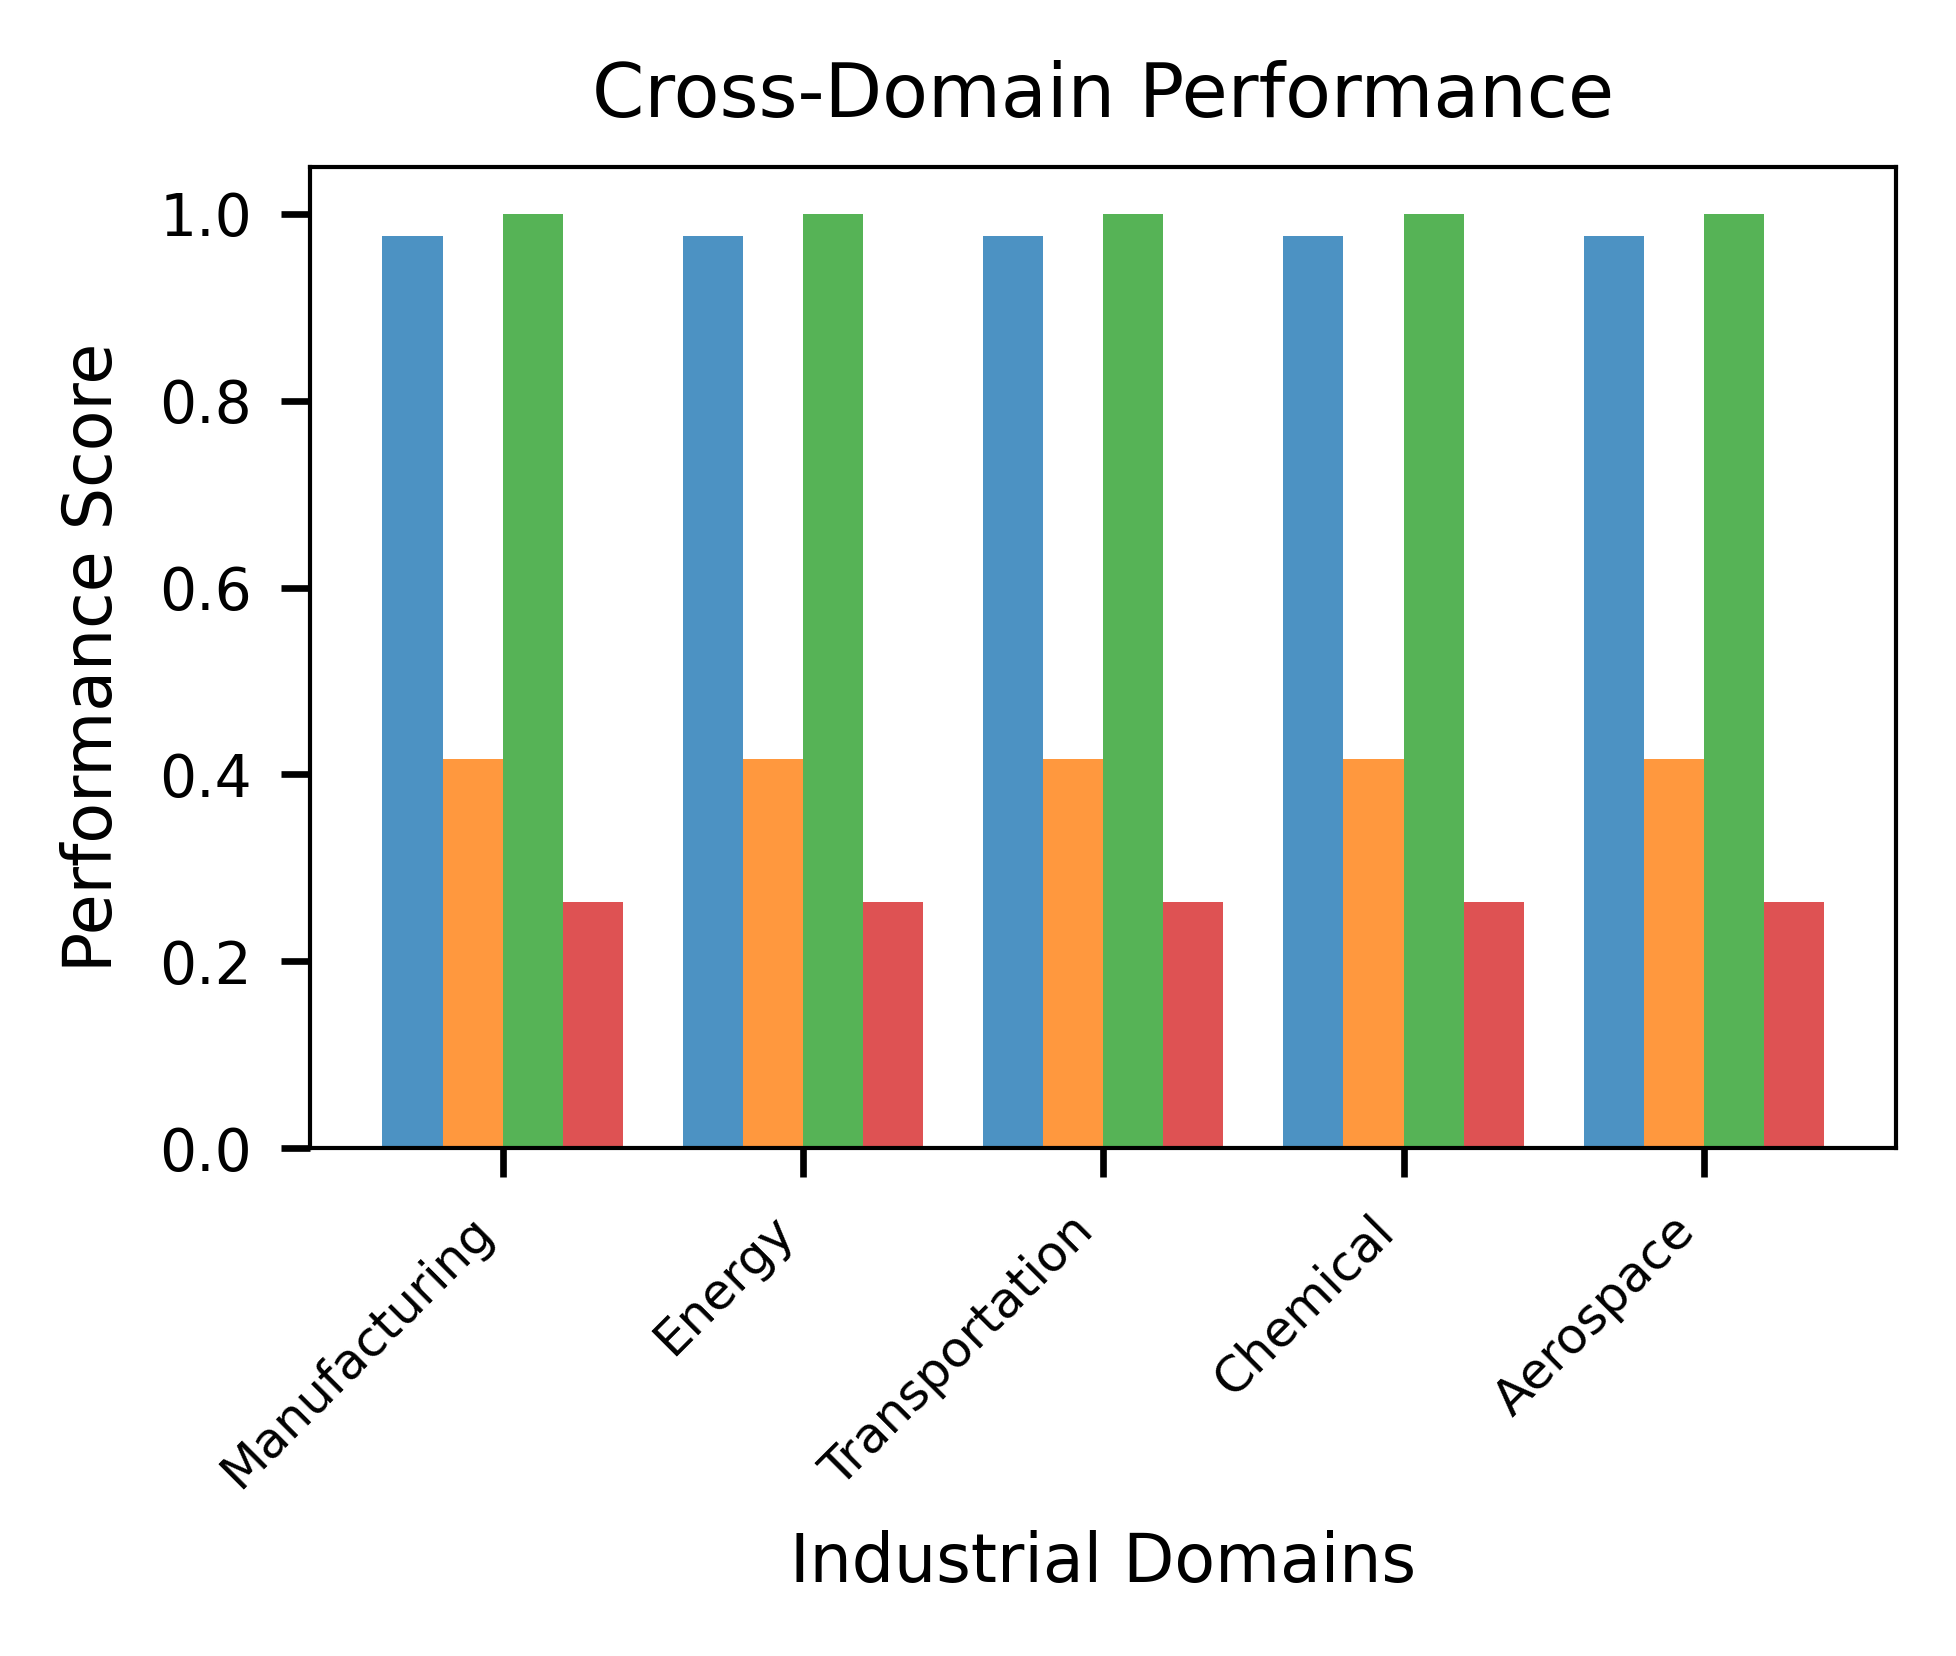 Cross-Domain Performance
Performance Score
1.0
0.8
0.6
0.4
0.2
0.0
Manufacturing
Energy
Transportation
Chemical
Aerospace
Industrial Domains